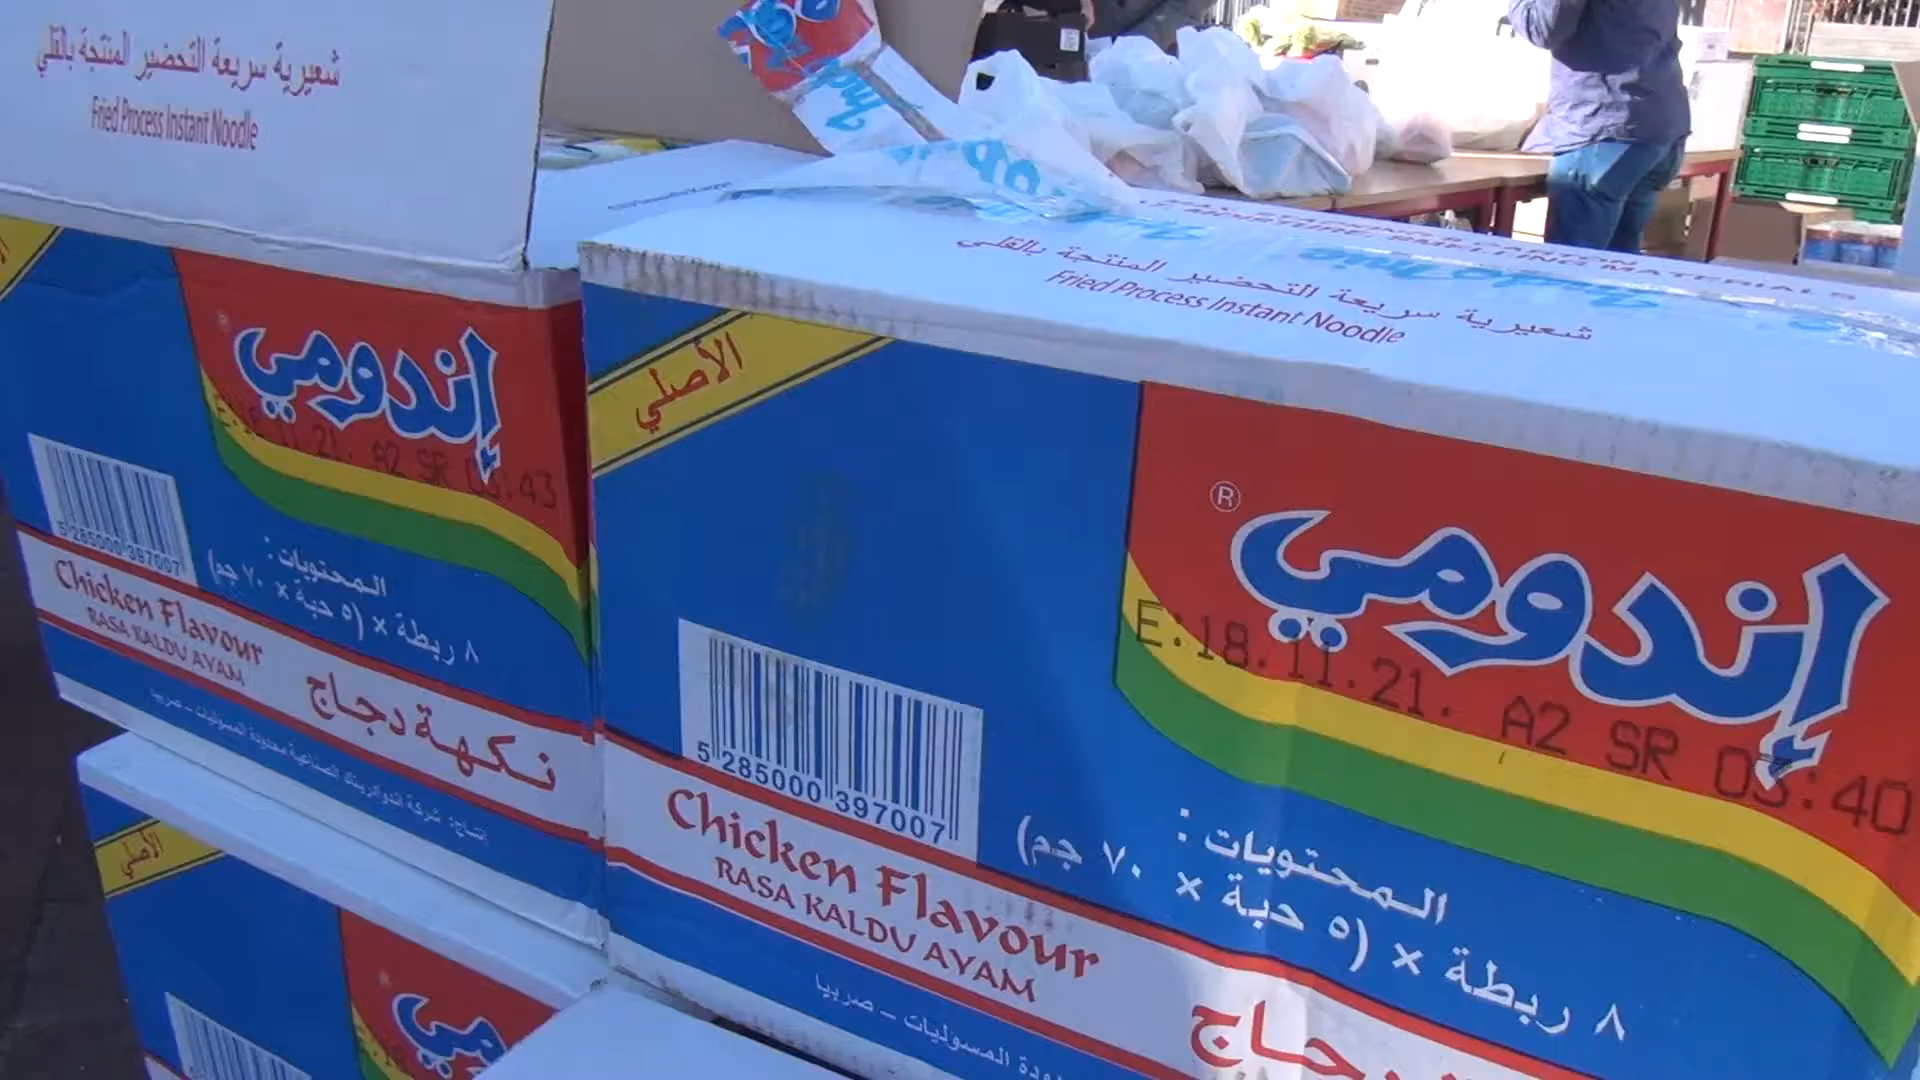 شعيرية سريعة التحضير المنتجة بالقلي
Fried Process Instant Noodle
شعيرية سريعة التحضير المنتجة بالقلي
Fried Process Instant Noodle
إندومي
®
11.21. A2 SR 03:43
5 285000 397007
المحتويات :
٨ ربطة × (٥ حبة × ٧٠ جم)
Chicken Flavour
RASA KALDU AYAM
نكهة دجاج
الأصلي
إندومي
®
E:18.11.21. A2 SR 03:40
5 285000 397007
المحتويات :
٨ ربطة × (٥ حبة × ٧٠ جم)
Chicken Flavour
RASA KALDU AYAM
دجاج
المسؤليات – صربيا
الأصلي